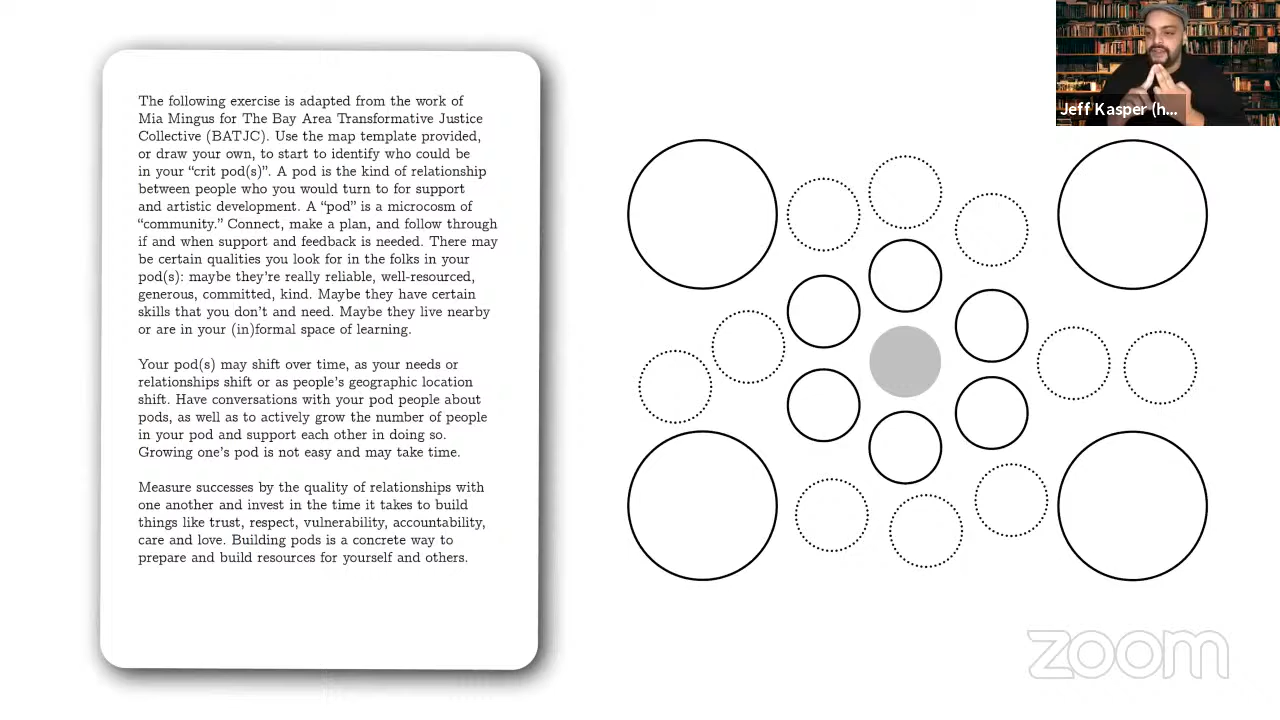 The following exercise is adapted from the work of
Mia Mingus for The Bay Area Transformative Justice
Collective (BATJC). Use the map template provided,
or draw your own, to start to identify who could be
in your “crit pod(s)”. A pod is the kind of relationship
between people who you would turn to for support
and artistic development. A “pod” is a microcosm of
“community.” Connect, make a plan, and follow through
if and when support and feedback is needed. There may
be certain qualities you look for in the folks in your
pod(s): maybe they’re really reliable, well-resourced,
generous, committed, kind. Maybe they have certain
skills that you don’t and need. Maybe they live nearby
or are in your (in)formal space of learning.
Your pod(s) may shift over time, as your needs or
relationships shift or as people’s geographic location
shift. Have conversations with your pod people about
pods, as well as to actively grow the number of people
in your pod and support each other in doing so.
Growing one’s pod is not easy and may take time.
Measure successes by the quality of relationships with
one another and invest in the time it takes to build
things like trust, respect, vulnerability, accountability,
care and love. Building pods is a concrete way to
prepare and build resources for yourself and others.
Jeff Kasper (h...
zoom